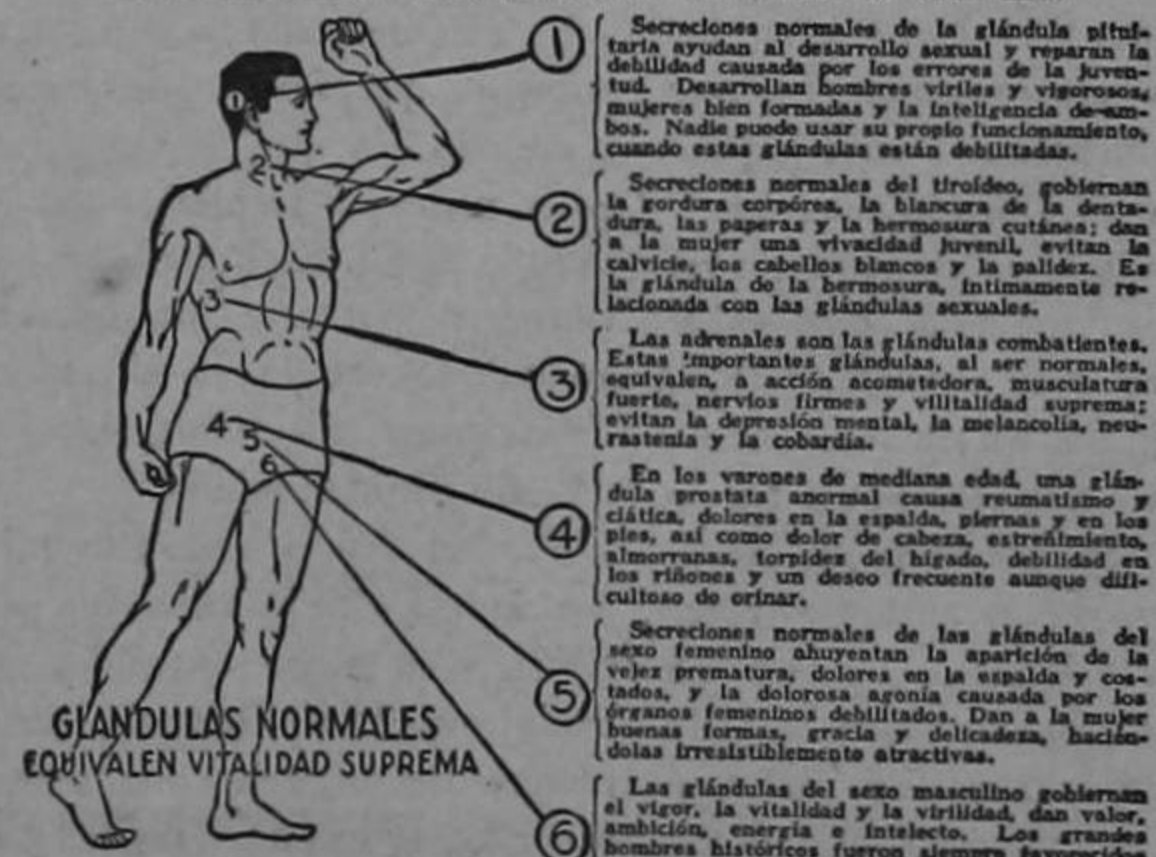 1
Secreciones normales de la glándula pitui-
taria ayudan al desarrollo sexual y reparan la
debilidad causada por los errores de la juven-
tud. Desarrollan hombres viriles y vigorosos,
mujeres bien formadas y la inteligencia de am-
bos. Nadie puede usar su propio funcionamiento,
cuando estas glándulas están debilitadas.
2
Secreciones normales del tiroídeo, gobiernan
la gordura corpórea, la blancura de la denta-
dura, las paperas y la hermosura cutánea; dan
a la mujer una vivacidad juvenil, evitan la
calvicie, los cabellos blancos y la palidez. Es
la glándula de la hermosura, íntimamente re-
lacionada con las glándulas sexuales.
3
Las adrenales son las glándulas combatientes.
Estas importantes glándulas, al ser normales,
equivalen, a acción acometedora, musculatura
fuerte, nervios firmes y vilitalidad suprema;
evitan la depresión mental, la melancolía, neu-
rastenia y la cobardía.
4
En los varones de mediana edad, una glán-
dula prostata anormal causa reumatismo y
ciática, dolores en la espalda, piernas y en los
pies, así como dolor de cabeza, estreñimiento,
almorranas, torpidez del hígado, debilidad en
los riñones y un deseo frecuente aunque difi-
cultoso de orinar.
5
Secreciones normales de las glándulas del
sexo femenino ahuyentan la aparición de la
vejez prematura, dolores en la espalda y cos-
tados, y la dolorosa agonía causada por los
órganos femeninos debilitados. Dan a la mujer
buenas formas, gracia y delicadeza, hacién-
dolas irresistiblemente atractivas.
6
Las glándulas del sexo masculino gobiernan
el vigor, la vitalidad y la virilidad, dan valor,
ambición, energía e intelecto. Los grandes
hombres históricos fueron siempre
1
2
3
4
5
6
GLANDULAS NORMALES
EQUIVALEN VITALIDAD SUPREMA